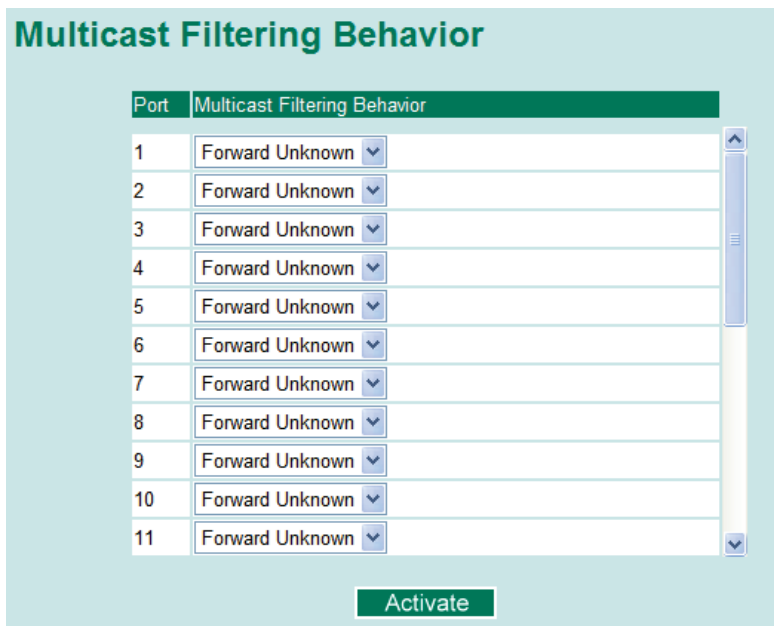 Multicast Filtering Behavior
Port Multicast Filtering Behavior
1 Forward Unknown
2 Forward Unknown
3 Forward Unknown
4 Forward Unknown
5 Forward Unknown
6 Forward Unknown
7 Forward Unknown
8 Forward Unknown
9 Forward Unknown
10 Forward Unknown
11 Forward Unknown
Activate